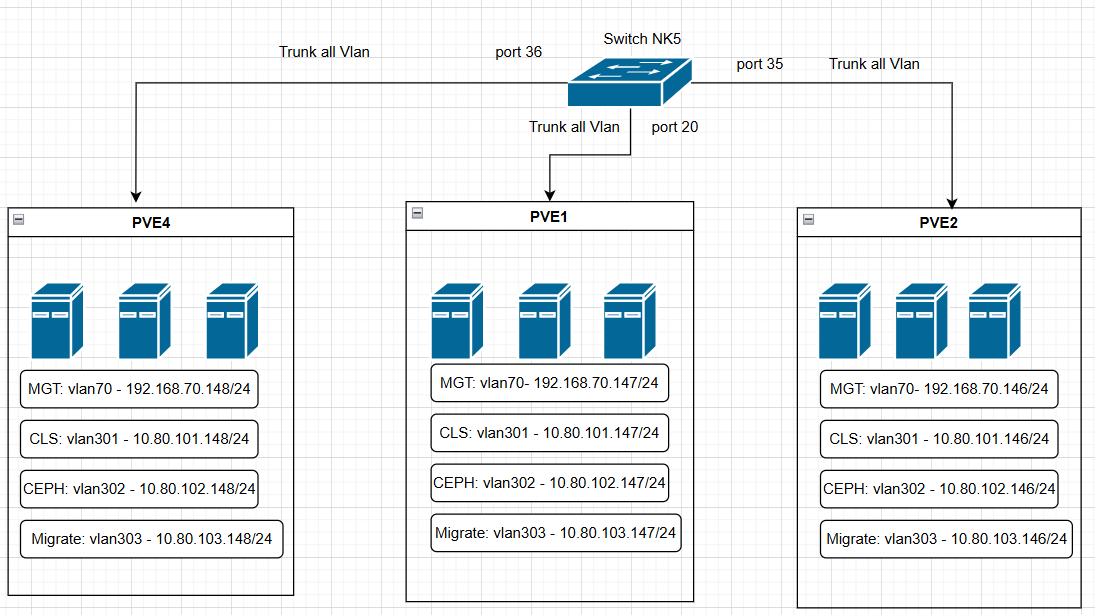 Switch NK5
Trunk all Vlan
port 36
port 35
Trunk all Vlan
Trunk all Vlan
port 20
PVE4
MGT: vlan70 - 192.168.70.148/24
CLS: vlan301 - 10.80.101.148/24
CEPH: vlan302 - 10.80.102.148/24
Migrate: vlan303 - 10.80.103.148/24
PVE1
MGT: vlan70- 192.168.70.147/24
CLS: vlan301 - 10.80.101.147/24
CEPH: vlan302 - 10.80.102.147/24
Migrate: vlan303 - 10.80.103.147/24
PVE2
MGT: vlan70- 192.168.70.146/24
CLS: vlan301 - 10.80.101.146/24
CEPH: vlan302 - 10.80.102.146/24
Migrate: vlan303 - 10.80.103.146/24